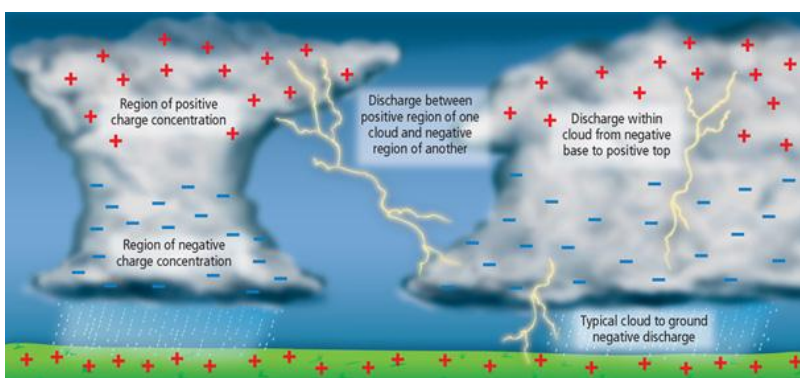 Region of positive
charge concentration
Discharge between
positive region of one
cloud and negative
region of another
Discharge within
cloud from negative
base to positive top
Region of negative
charge concentration
Typical cloud to ground
negative discharge